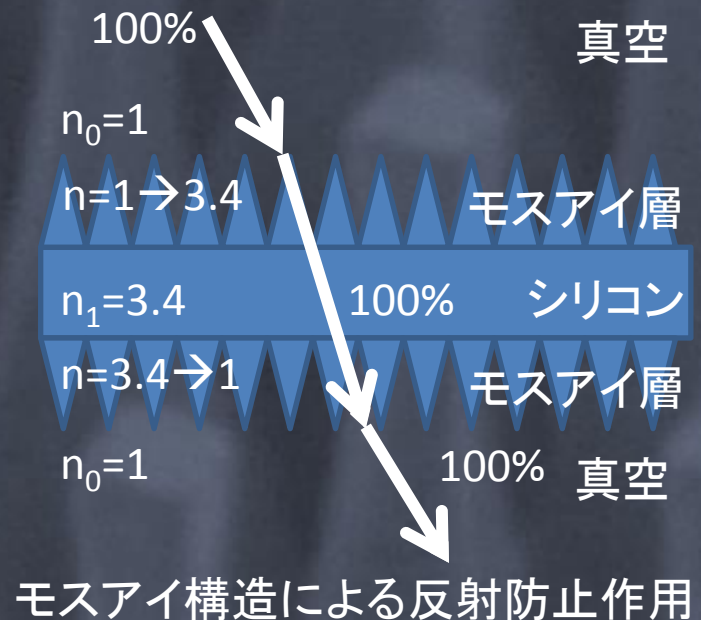 100%
真空
n₀=1
n=1→3.4
モスアイ層
n₁=3.4
100%
シリコン
n=3.4→1
モスアイ層
n₀=1
100%
真空
モスアイ構造による反射防止作用